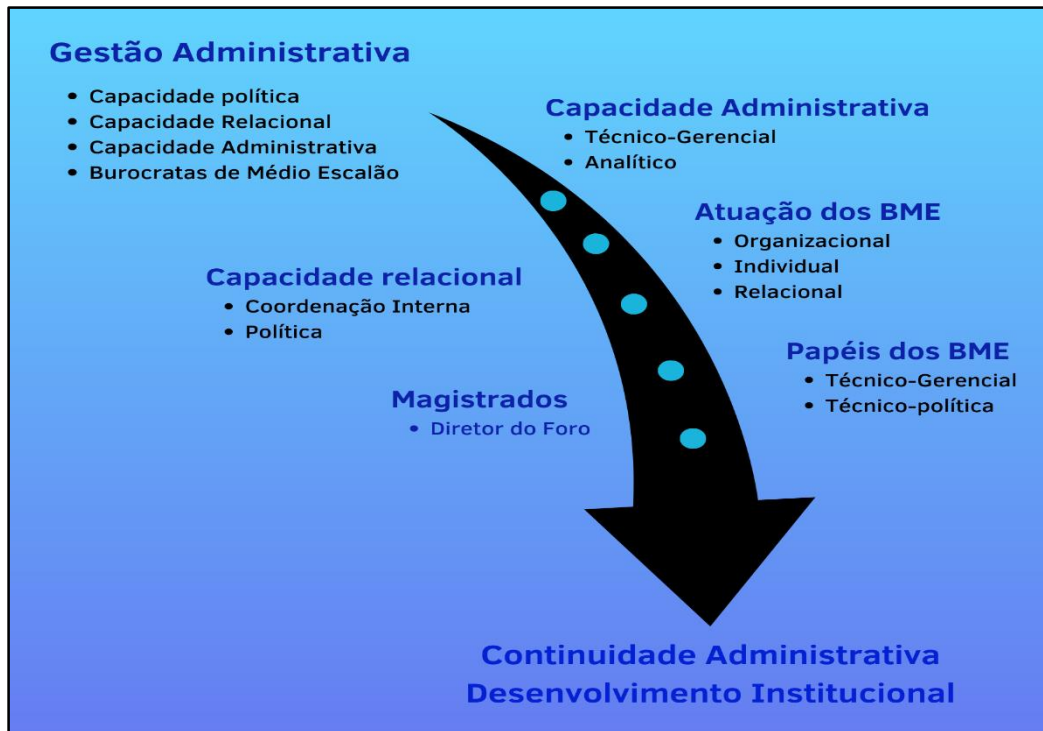 Gestão Administrativa
• Capacidade política
• Capacidade Relacional
• Capacidade Administrativa
• Burocratas de Médio Escalão
Capacidade Administrativa
• Técnico-Gerencial
• Analítico
Atuação dos BME
• Organizacional
• Individual
• Relacional
Capacidade relacional
• Coordenação Interna
• Política
Papéis dos BME
• Técnico-Gerencial
• Técnico-política
Magistrados
• Diretor do Foro
Continuidade Administrativa
Desenvolvimento Institucional